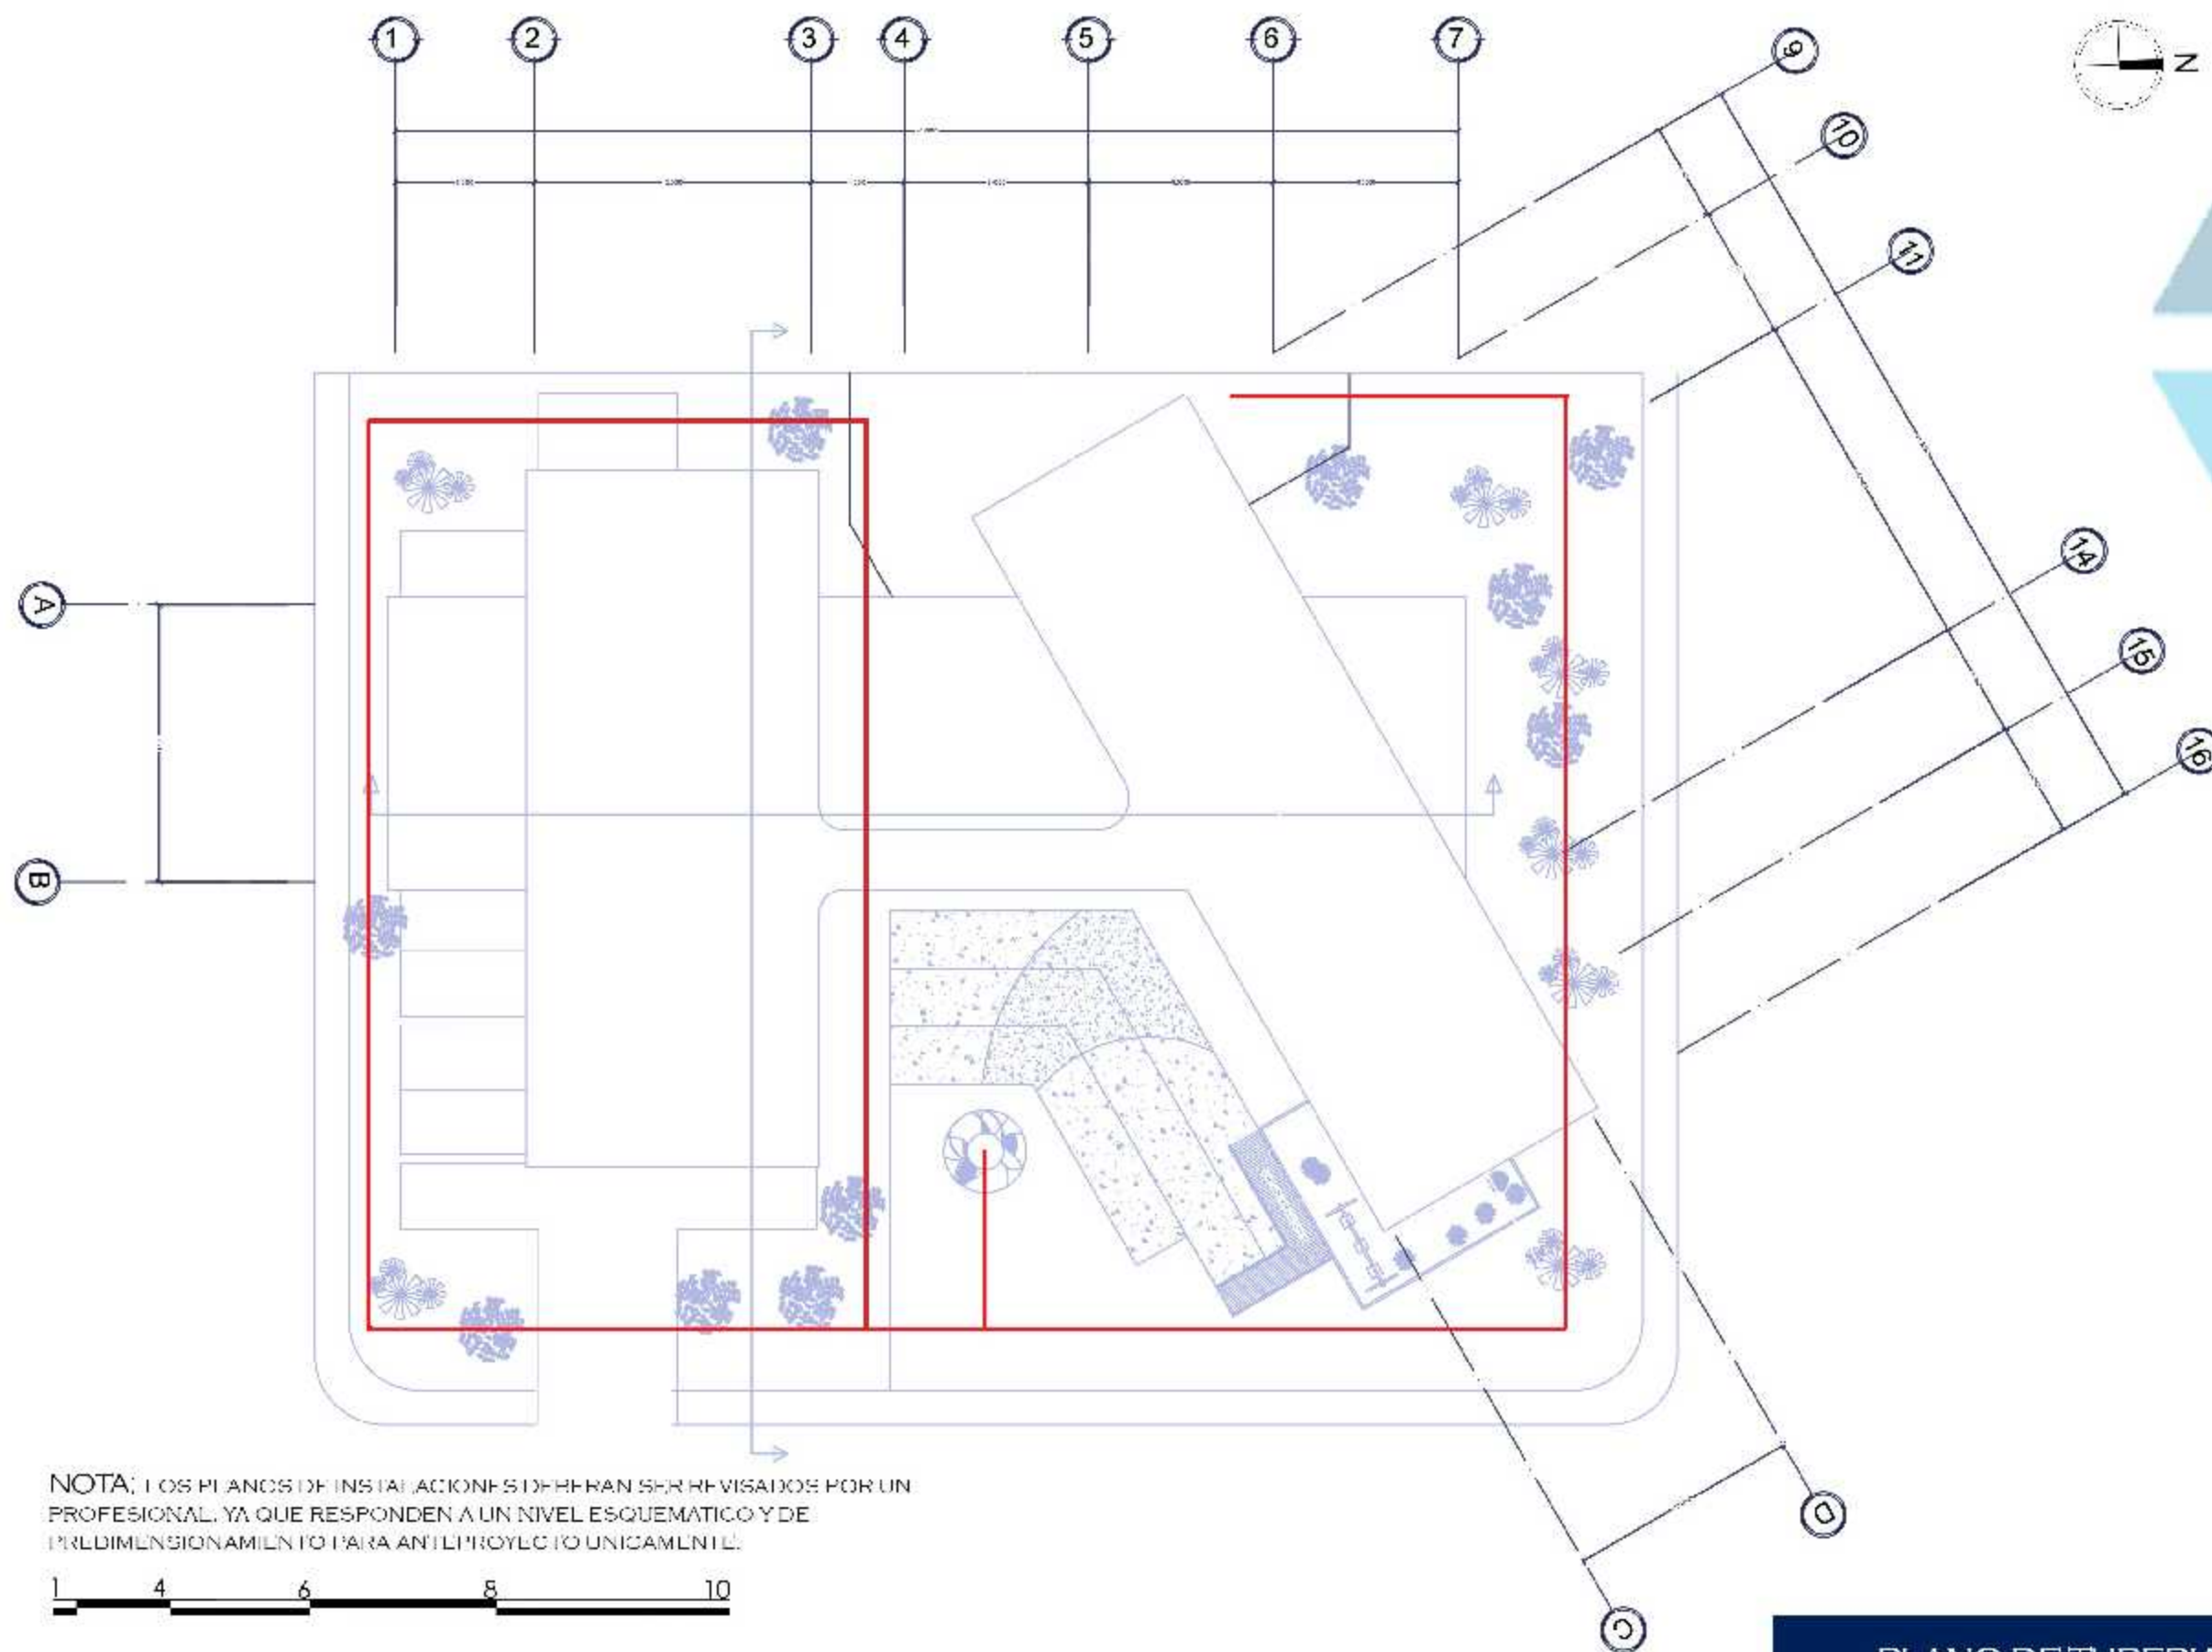 1 2 3 4 5 6 7
9
10
11
N
14
15
16
A
B
C
D
NOTA: LOS PLANOS DE INSTALACIONES DEBERAN SER REVISADOS POR UN
PROFESIONAL, YA QUE RESPONDEN A UN NIVEL ESQUEMATICO Y DE
PREDIMENSIONAMIENTO PARA ANTEPROYECTO UNICAMENTE.
1 4 6 8 10
PLANO DE